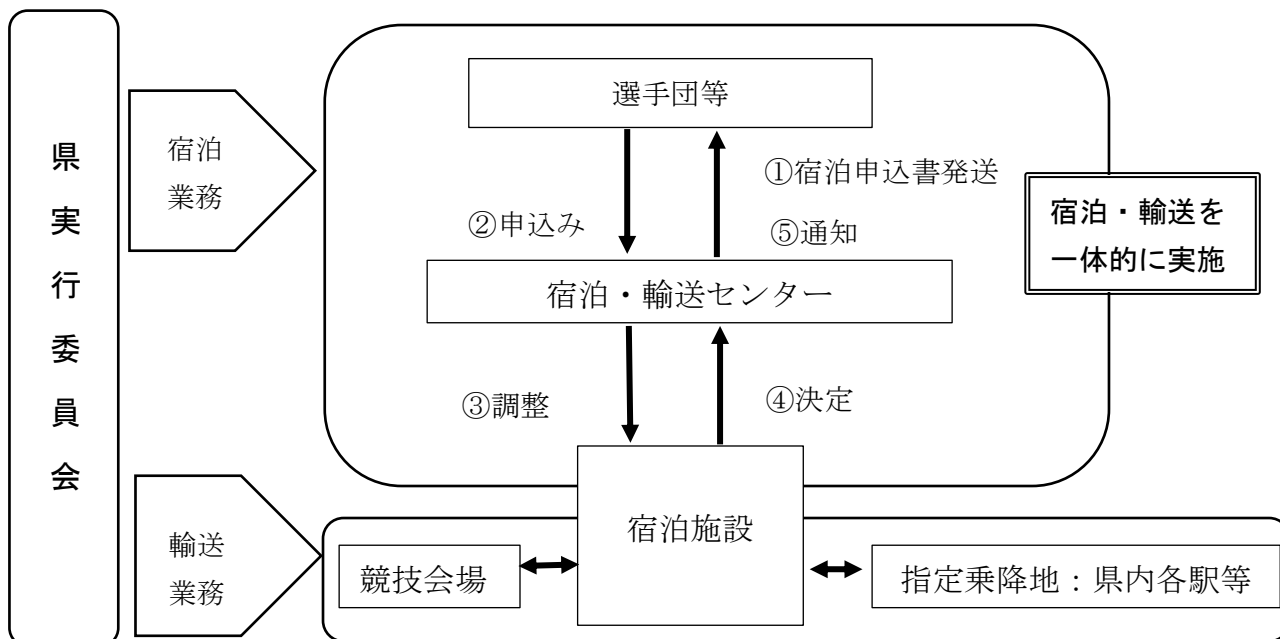 県実行委員会
宿泊
業務
選手団等
①宿泊申込書発送
②申込み
⑤通知
宿泊・輸送を
一体的に実施
宿泊・輸送センター
③調整
④決定
輸送
業務
宿泊施設
競技会場
指定乗降地：県内各駅等